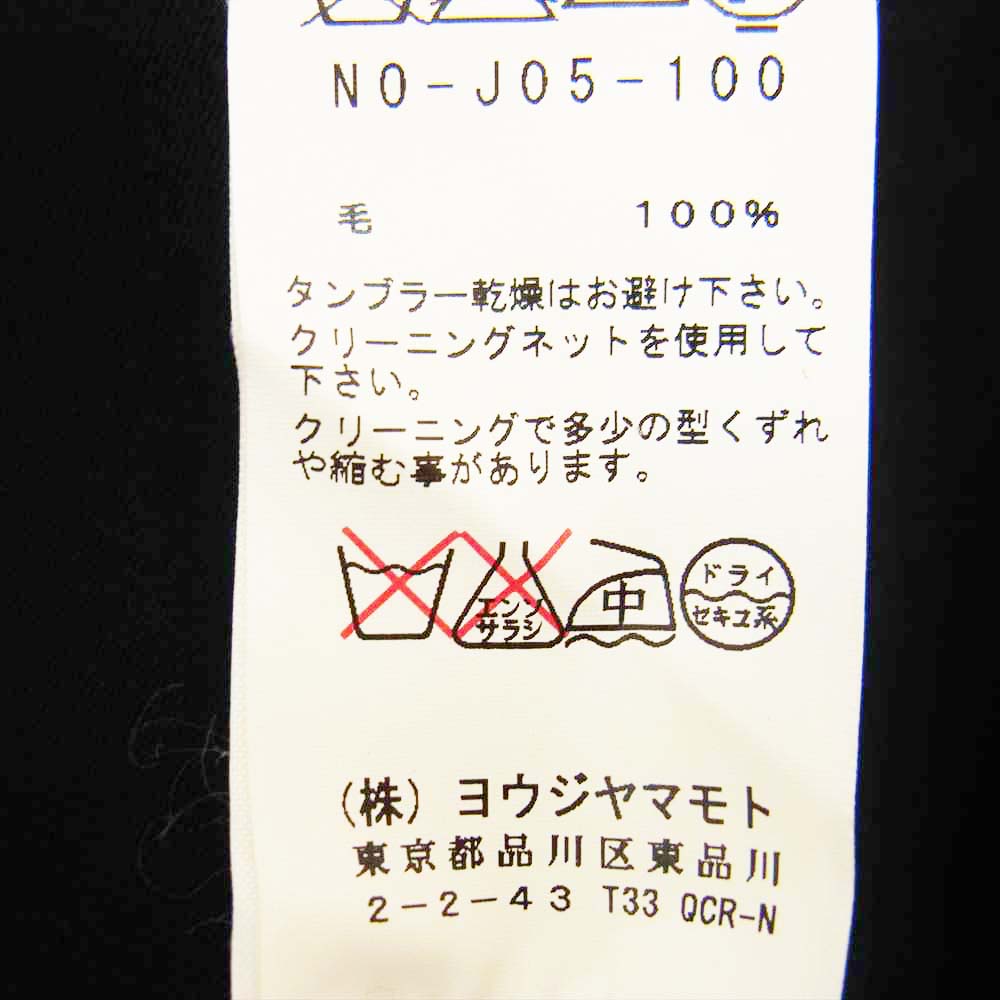 N0-J05-100
毛 100%
タンブラー乾燥はお避け下さい。
クリーニングネットを使用して
下さい。
クリーニングで多少の型くずれ
や縮む事があります。
エンソ
サラシ
中
ドライ
セキユ系
(株) ヨウジヤマモト
東京都品川区東品川
2-2-43 T33 QCR-N